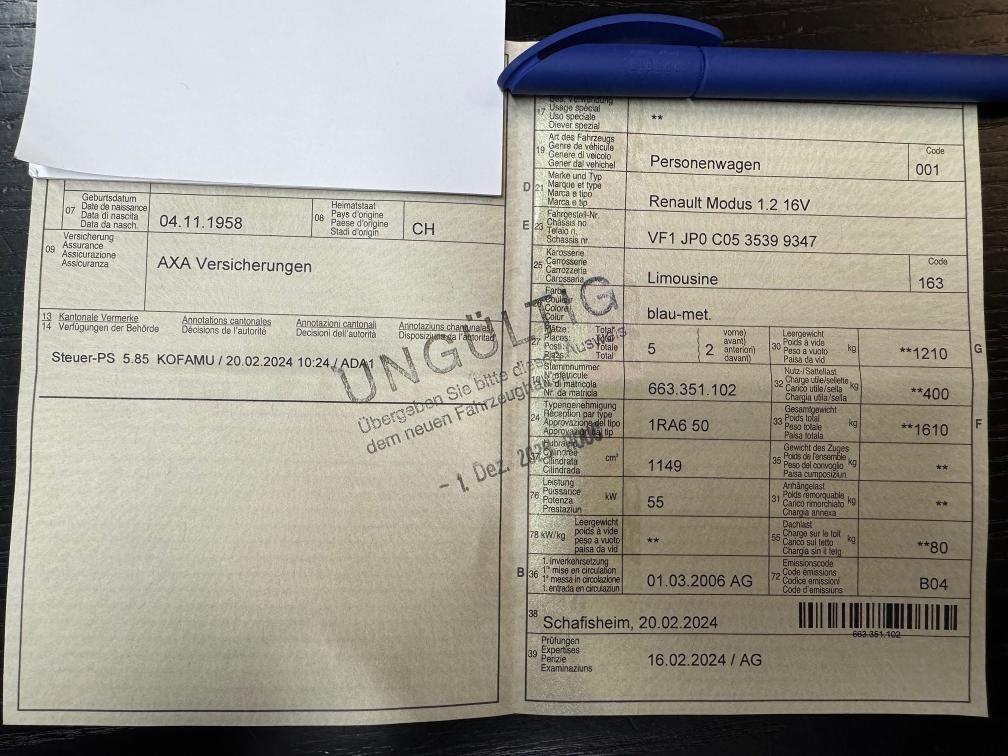 07
Geburtsdatum
Date de naissance
Data di nascita
Data da nasch.
04.11.1958
08
Heimatstaat
Pays d'origine
Paese d'origine
Stadi d'origin
CH
09
Versicherung
Assurance
Assicurazione
Assicuranza
AXA Versicherungen
13 Kantonale Vermerke Annotations cantonales Annotazioni cantonali Annotaziuns chantunalas
14 Verfügungen der Behörde Décisions de l'autorité Decisioni dell'autorità Disposiziuns da l'autoritad
Steuer-PS 5.85 KOFAMU / 20.02.2024 10:24 / ADA1
UNGÜLTIG
Übergeben Sie bitte diesen Ausweis
dem neuen Fahrzeughalter
- 1. Dez.
17
Usage spécial
Uso speciale
Diever spezial
**
19
Art des Fahrzeugs
Genre de véhicule
Genere di veicolo
Gener dal vehichel
Personenwagen
Code
001
D 21
Marke und Typ
Marque et type
Marca e tipo
Marca e tip
Renault Modus 1.2 16V
E 23
Fahrgestell-Nr.
Châssis no
Telaio n.
Schassis nr.
VF1 JP0 C05 3539 9347
25
Karosserie
Carrosserie
Carrozzeria
Carossaria
Limousine
Code
163
Farbe
Couleur
Colore
Colur
blau-met.
27
Plätze: Total
Places: Total
Posti: Totale
Plazs: Total
5
2
vorne)
avant)
anteriori)
davant)
30
Leergewicht
Poids à vide
Peso a vuoto
Paisa da vid
kg
**1210
G
Stammnummer
N° matricule
N. di matricola
Nr. da matricla
663.351.102
32
Nutz-/Sattellast
Charge utile/sellette
Carico utile/sella
Chargia utila/sella
kg
**400
24
Typengenehmigung
Réception par type
Approvazione del tipo
Approvaziun dal tip
1RA6 50
33
Gesamtgewicht
Poids total
Peso totale
Paisa totala
kg
**1610
F
Hubraum
Cylindrée
Cilindrata
Cilindrada
cm³
1149
35
Gewicht des Zuges
Poids de l'ensemble
Peso del convoglio
Paisa cumposiziun
kg
**
76
Leistung
Puissance
Potenza
Prestaziun
kW
55
31
Anhängelast
Poids remorquable
Carico rimorchiato
Chargia annexa
kg
**
78 kW/kg
Leergewicht
poids à vide
peso a vuoto
paisa da vid
**
55
Dachlast
Charge sur le toit
Carico sul tetto
Chargia sin il tetg
kg
**80
B 36
1. Inverkehrsetzung
1re mise en circulation
1a messa in circolazione
1. entrada en circulaziun
01.03.2006 AG
72
Emissionscode
Code émissions
Codice emissioni
Code d'emissiuns
B04
38
Schafisheim, 20.02.2024
663.351.102
39
Prüfungen
Expertises
Perizie
Examinaziuns
16.02.2024 / AG